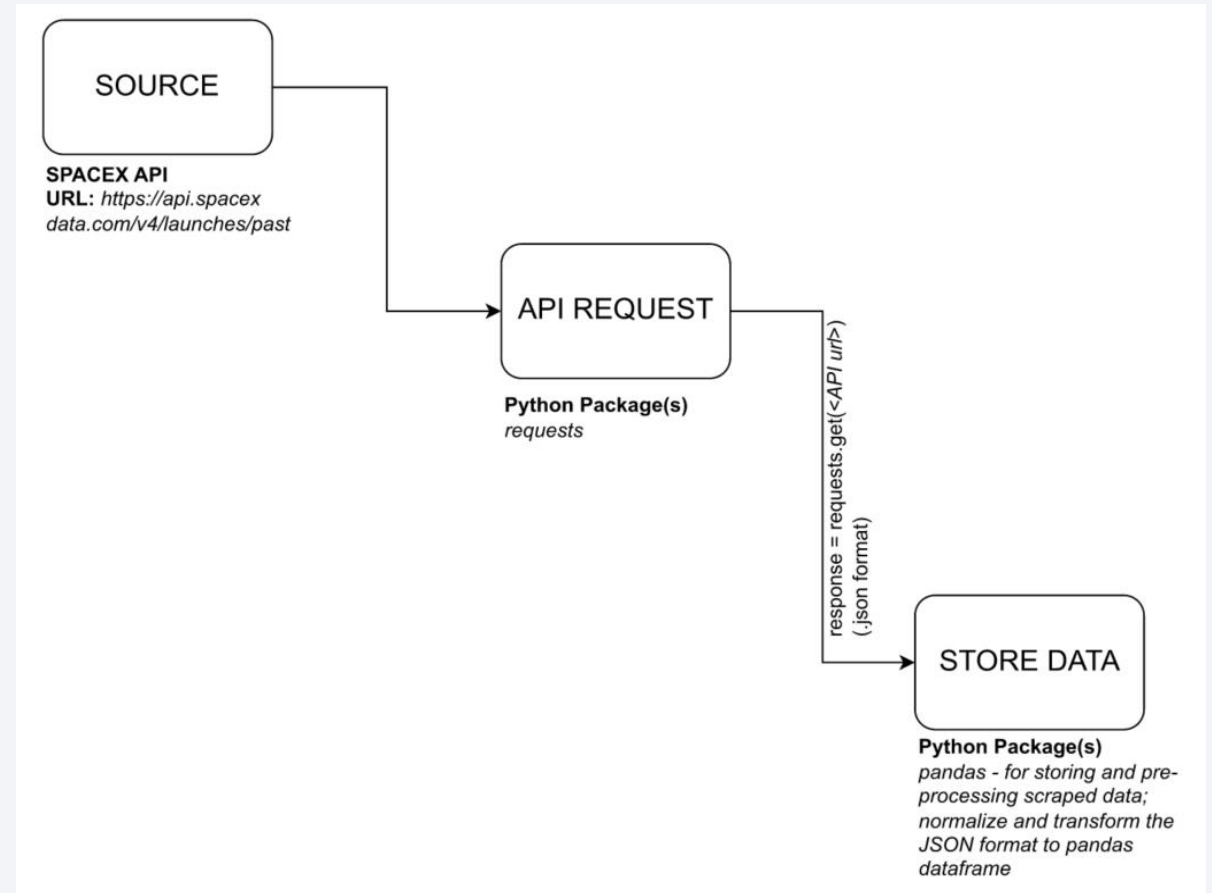 SOURCE
SPACEX API
URL: https://api.spacex
data.com/v4/launches/past
API REQUEST
Python Package(s)
requests
response = requests.get(<API url>)
(.json format)
STORE DATA
Python Package(s)
pandas - for storing and pre-
processing scraped data;
normalize and transform the
JSON format to pandas
dataframe